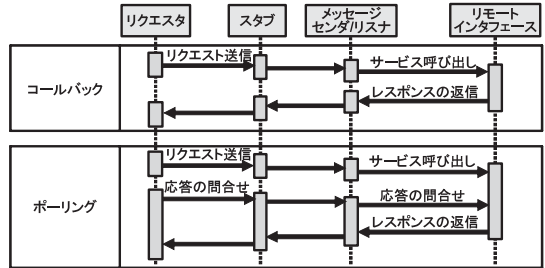 リクエスタ
スタブ
メッセージ
センダ/リスナ
リモート
インタフェース
コールバック
リクエスト送信
サービス呼び出し
レスポンスの返信
ポーリング
リクエスト送信
サービス呼び出し
応答の問合せ
応答の問合せ
レスポンスの返信